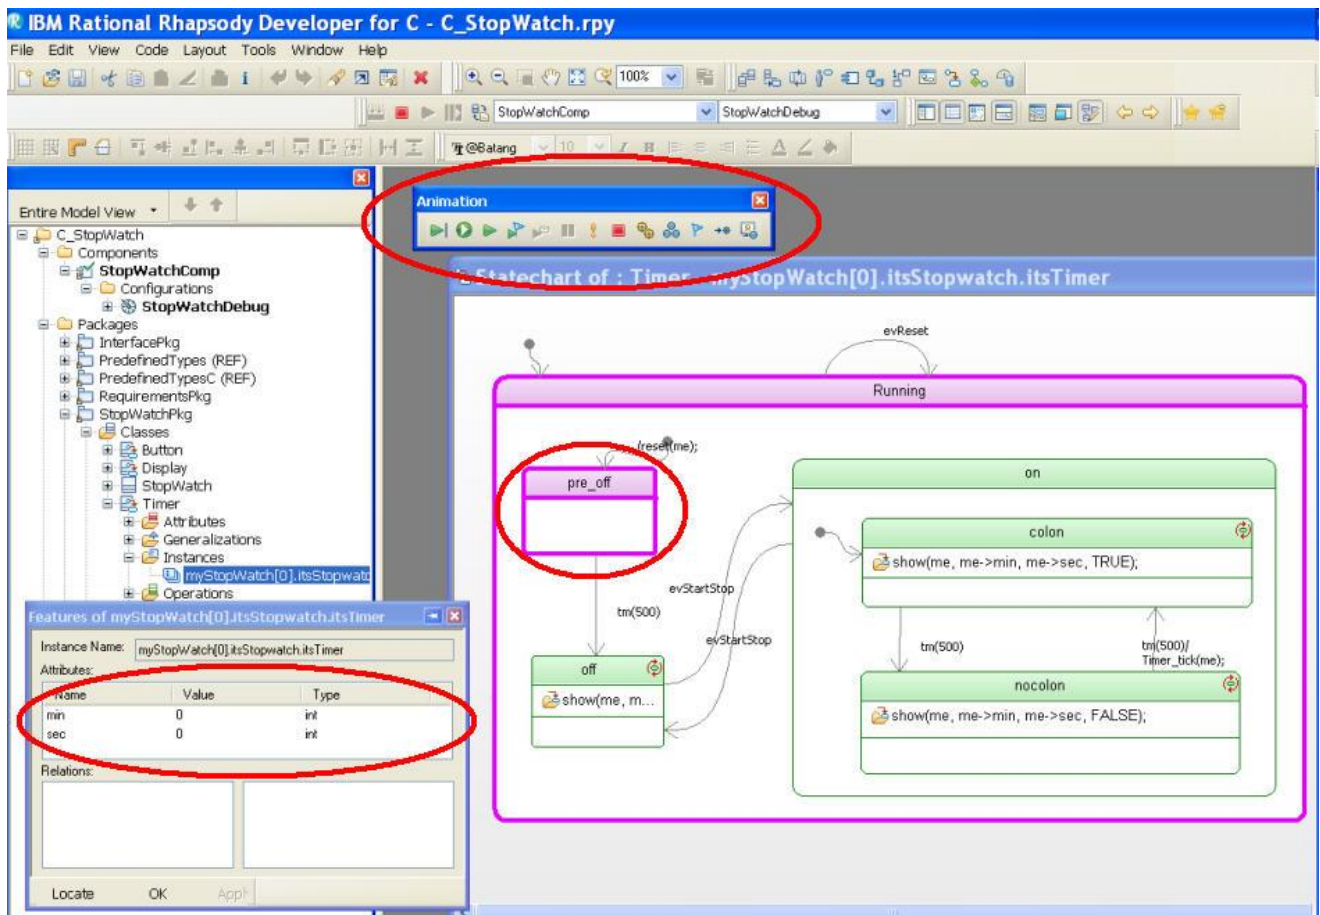 IBM Rational Rhapsody Developer for C - C_StopWatch.rpy
File Edit View Code Layout Tools Window Help
100%
StopWatchComp StopWatchDebug
@Batang 10 I B
Entire Model View
Animation
C_StopWatch
Components
StopWatchComp
Configurations
StopWatchDebug
Packages
InterfacePkg
PredefinedTypes (REF)
PredefinedTypesC (REF)
RequirementsPkg
StopWatchPkg
Classes
Button
Display
StopWatch
Timer
Attributes
Generalizations
Instances
myStopWatch[0].itsStopwatc
Operations
Features of myStopWatch[0].itsStopwatch.itsTimer
Instance Name: myStopWatch[0].itsStopwatch.itsTimer
Attributes:
Name Value Type
min 0 int
sec 0 int
Relations:
Locate OK Apply
Statechart of : Timer myStopWatch[0].itsStopwatch.itsTimer
evReset
Running
/reset(me);
pre_off
on
colon
show(me, me->min, me->sec, TRUE);
evStartStop
tm(500)
evStartStop
tm(500)
tm(500)/
Timer_tick(me);
off
show(me, m...
nocolon
show(me, me->min, me->sec, FALSE);